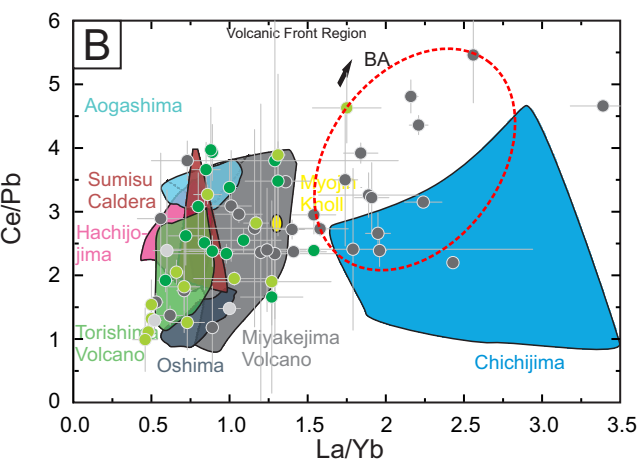 B
Volcanic Front Region
BA
Aogashima
Sumisu
Caldera
Hachijo-
jima
Myojin
Knoll
Torishima
Volcano
Oshima
Miyakejima
Volcano
Chichijima
Ce/Pb
6
5
4
3
2
1
0
0.0 0.5 1.0 1.5 2.0 2.5 3.0 3.5
La/Yb